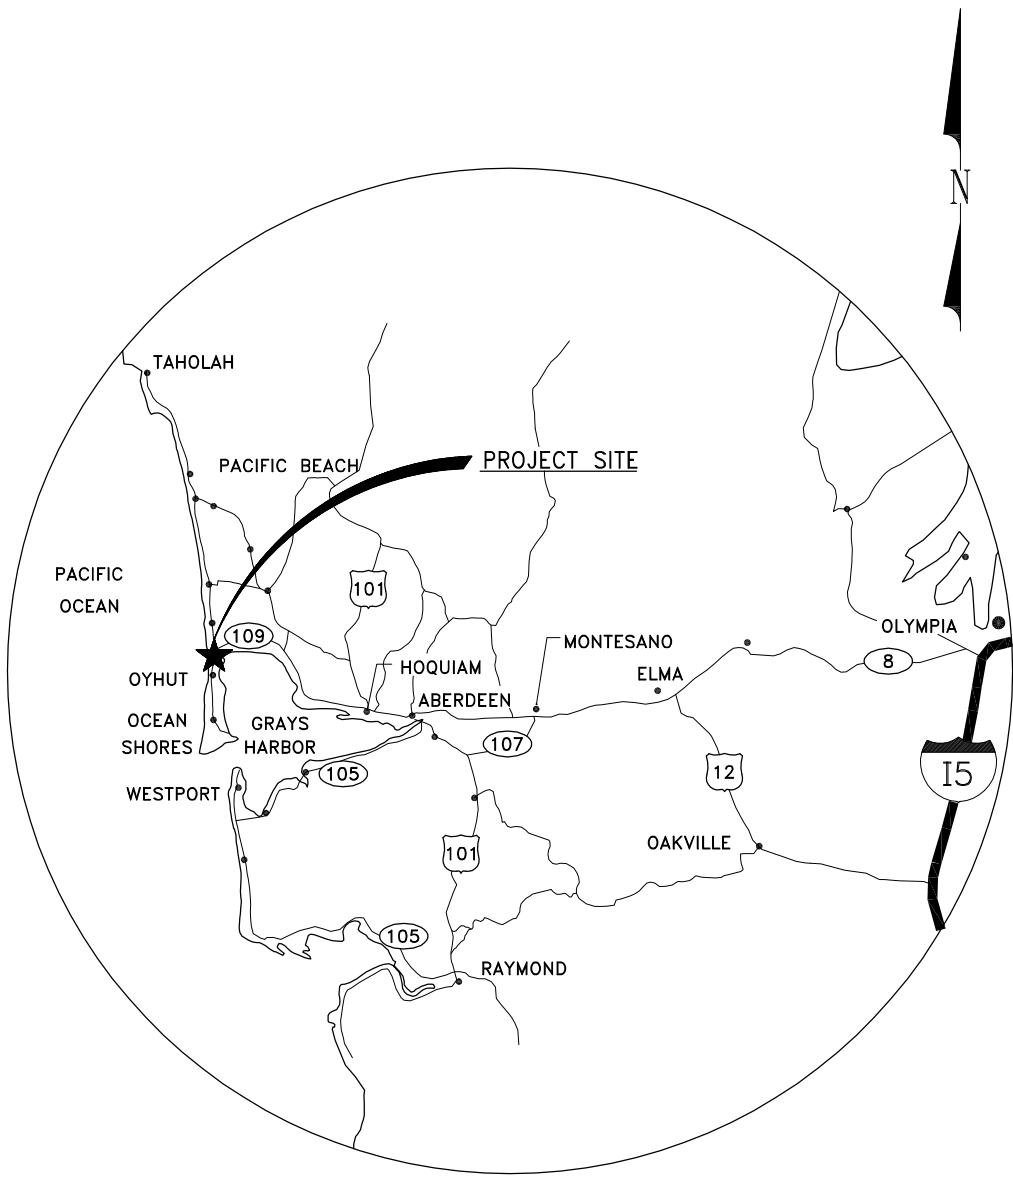 N
TAHOLAH
PACIFIC BEACH
PROJECT SITE
PACIFIC
OCEAN
101
109
OLYMPIA
MONTESANO
8
HOQUIAM
ELMA
OYHUT
ABERDEEN
OCEAN
SHORES
GRAYS
HARBOR
107
105
12
I5
WESTPORT
OAKVILLE
101
105
RAYMOND